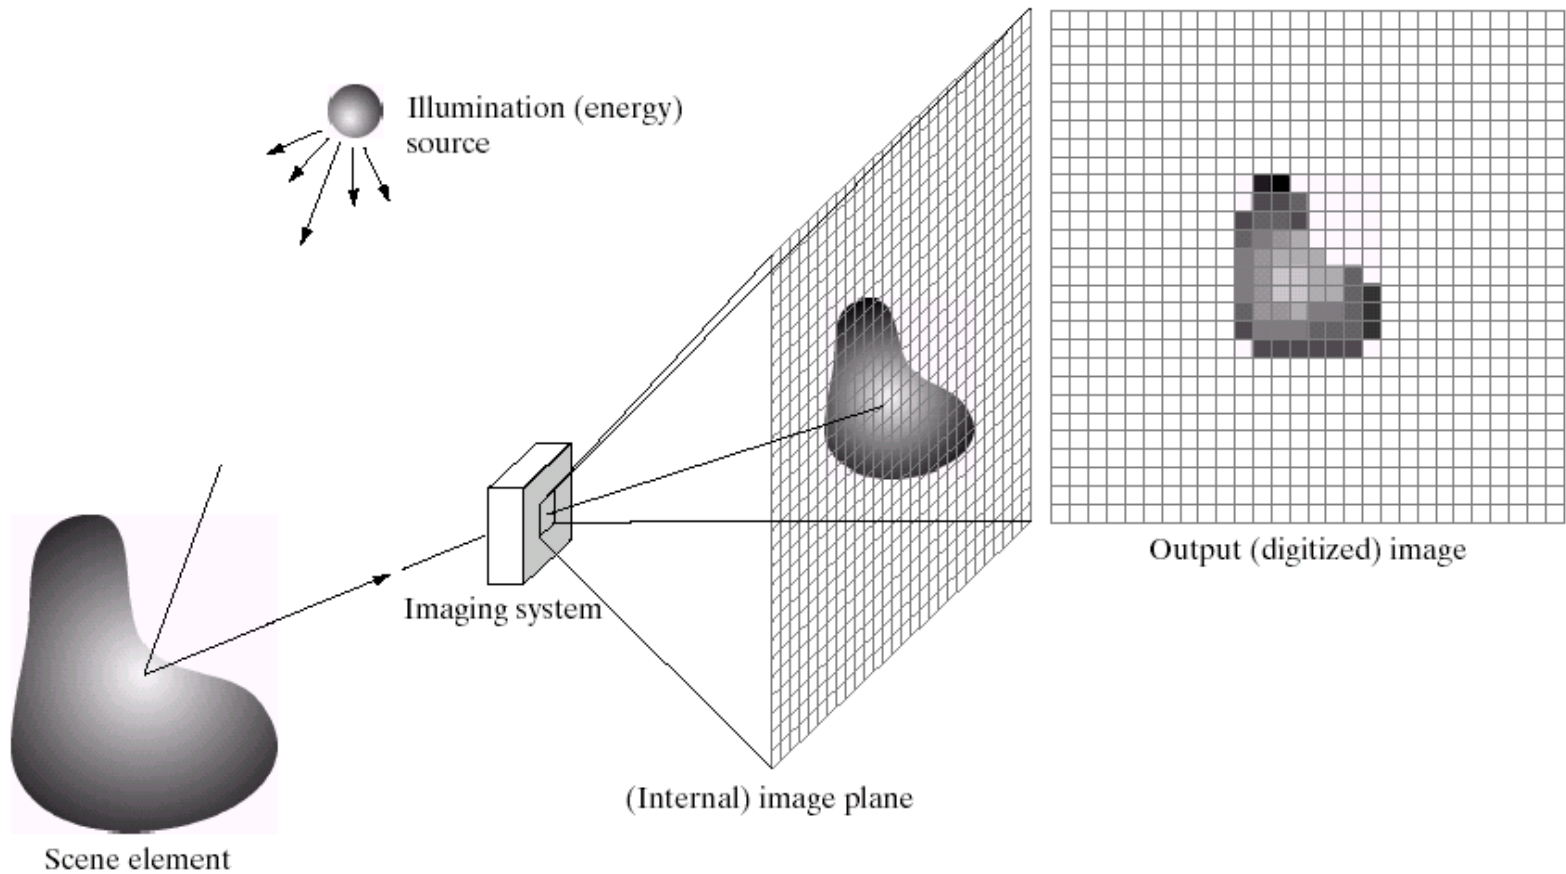 Illumination (energy)
source
Output (digitized) image
Imaging system
(Internal) image plane
Scene element